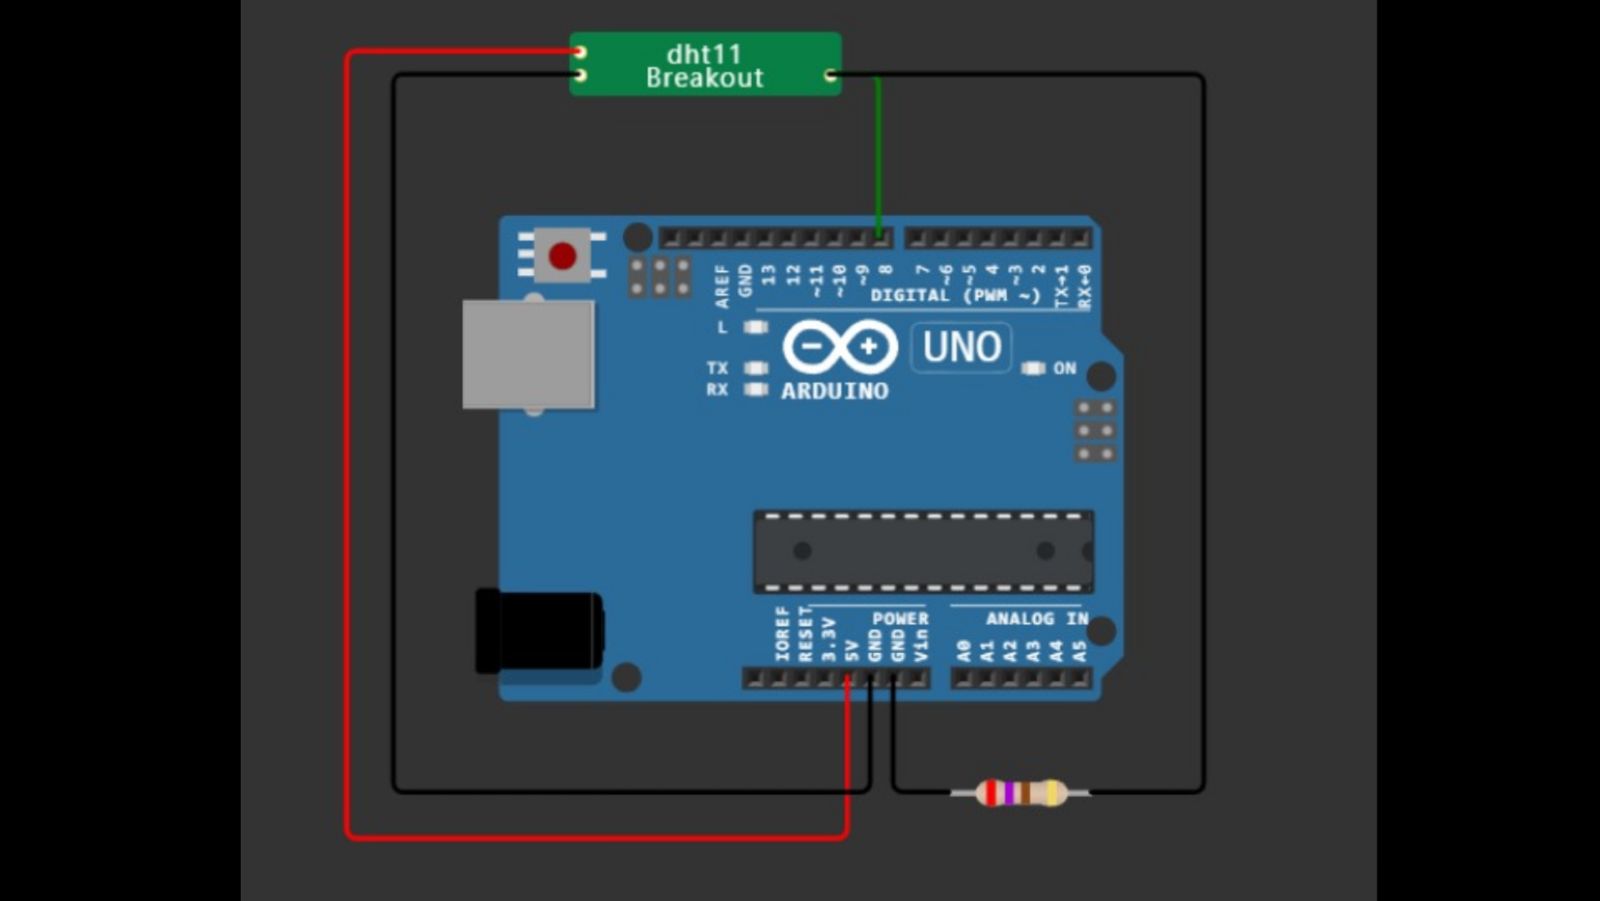 dht11
Breakout
AREF
GND
13
12
~11
~10
~9
8
7
~6
~5
4
~3
2
TX→1
RX←0
DIGITAL (PWM ~)
L
TX
RX
UNO
ON
ARDUINO
IOREF
RESET
3.3V
5V
GND
GND
Vin
POWER
ANALOG IN
A0
A1
A2
A3
A4
A5